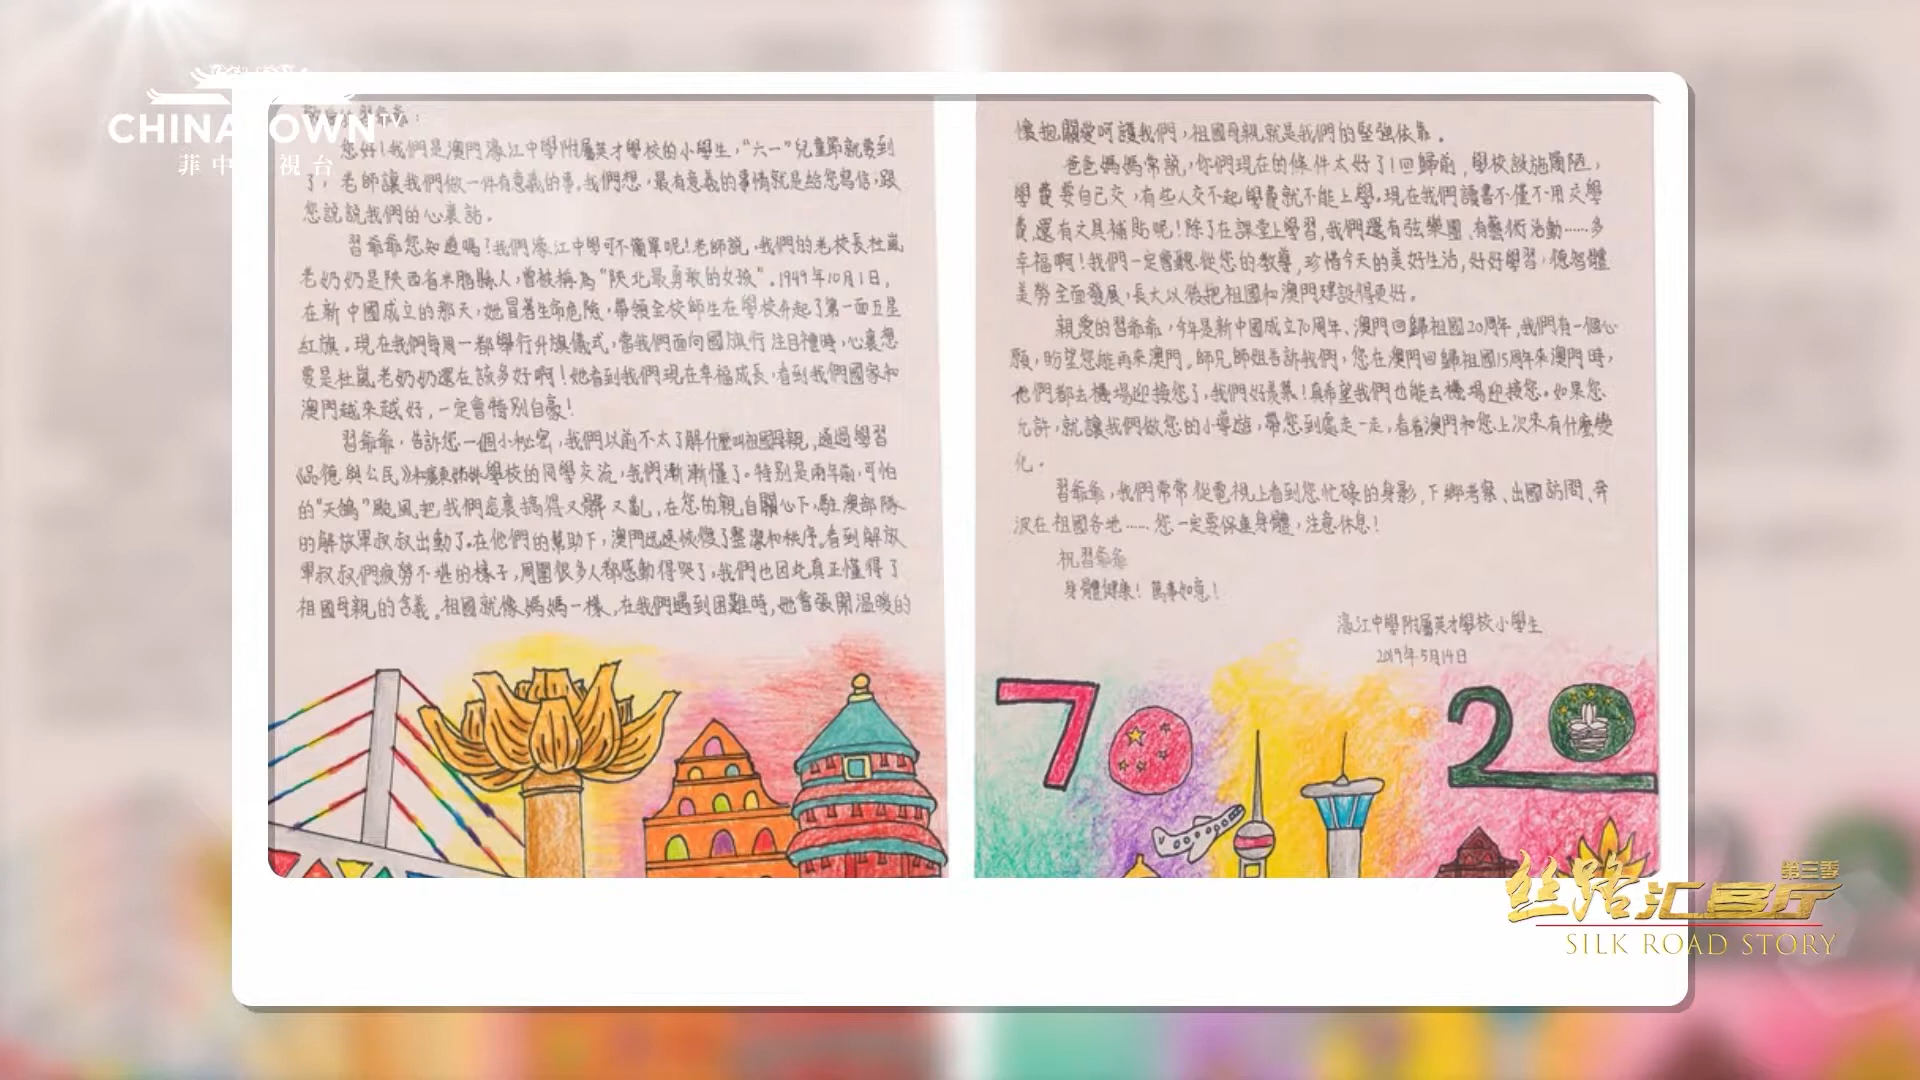 CHINATOWN TV
菲中電視台
您好！我們是澳門濠江中學附屬英才學校的小學生，“六一”兒童節就要到
了，老師讓我們做一件有意義的事，我們想，最有意義的事情就是給您寫信，跟
您說說我們的心裏話。
習爺爺您知道嗎？我們濠江中學可不簡單呢！老師說，我們的老校長杜嵐
老奶奶是陝西省米脂縣人，曾被稱為“陝北最勇敢的女孩”。1949年10月1日，
在新中國成立的那天，她冒著生命危險，帶領全校師生在學校升起了第一面五星
紅旗。現在我們每周一都舉行升旗儀式，當我們面向國旗行注目禮時，心裏想
要是杜嵐老奶奶還在該多好啊！她看到我們現在幸福成長，看到我們國家和
澳門越來越好，一定會特別自豪！
習爺爺，告訴您一個小秘密，我們以前不太了解什麼叫祖國母親，通過學習
《品德與公民》和廣東姊妹學校的同學交流，我們漸漸懂了。特別是兩年前，可怕
的“天鴿”颱風把我們這裏搞得又髒又亂，在您的親自關心下，駐澳部隊
的解放軍叔叔出動了。在他們的幫助下，澳門迅速恢復了整潔和秩序。看到解放
軍叔叔們疲勞不堪的樣子，周圍很多人都感動得哭了，我們也因此真正懂得了
祖國母親的含義。祖國就像媽媽一樣，在我們遇到困難時，她會張開溫暖的
懷抱關愛呵護我們，祖國母親就是我們的堅強依靠。
爸爸媽媽常說，你們現在的條件太好了！回歸前，學校設施簡陋，
學費要自己交，有些人交不起學費就不能上學。現在我們讀書不僅不用交學
費，還有文具補貼呢！除了在課堂上學習，我們還有弦樂團、有藝術活動……多
幸福啊！我們一定會聽從您的教導，珍惜今天的美好生活，好好學習，德智體
美勞全面發展，長大以後把祖國和澳門建設得更好。
親愛的習爺爺，今年是新中國成立70周年、澳門回歸祖國20周年，我們有一個心
願，盼望您能再來澳門。師兄師姐告訴我們，您在澳門回歸祖國15周年來澳門時，
他們都去機場迎接您了，我們好羨慕！真希望我們也能去機場迎接您。如果您
允許，就讓我們做您的小導遊，帶您到處走一走，看看澳門和您上次來有什麼變
化。
習爺爺，我們常常從電視上看到您忙碌的身影，下鄉考察、出國訪問、奔
波在祖國各地……您一定要保重身體，注意休息！
祝習爺爺
身體健康！萬事如意！
濠江中學附屬英才學校小學生
2019年5月14日
70
20
第三季
丝路汇客厅
SILK ROAD STORY